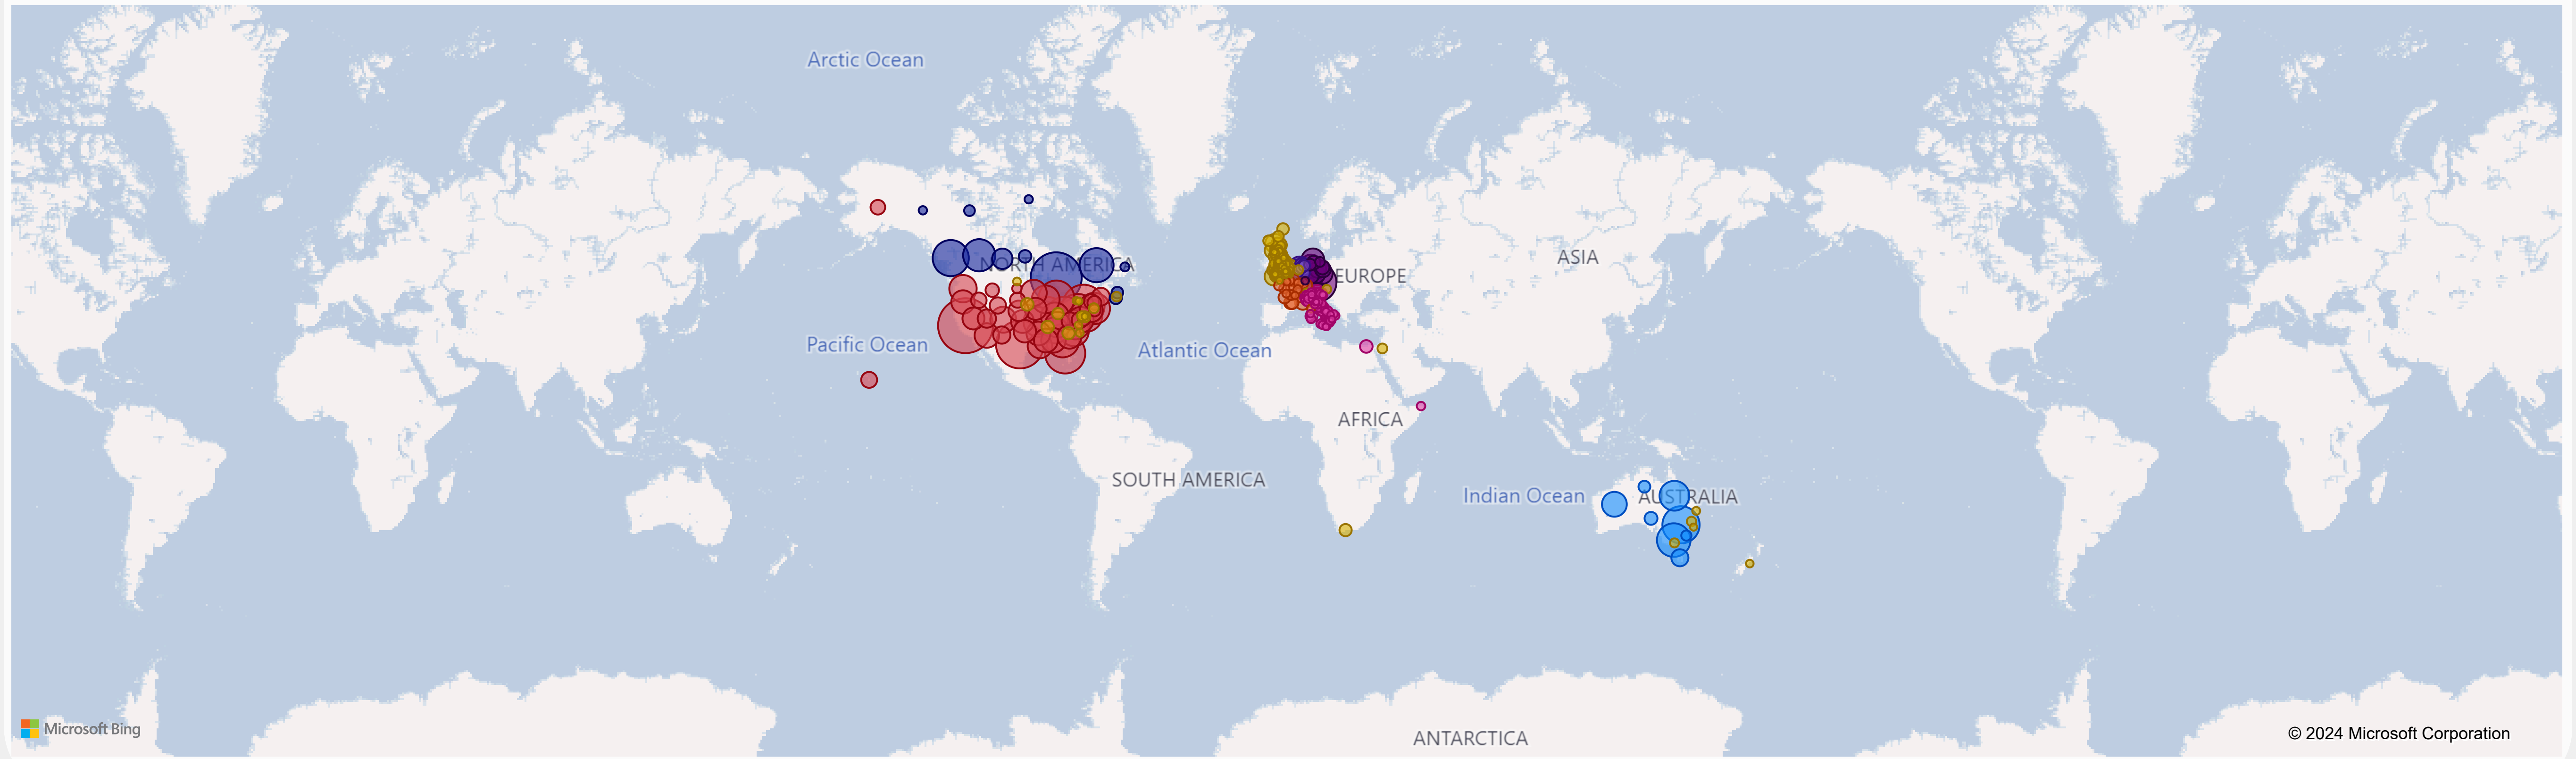 Arctic Ocean
NORTH AMERICA
EUROPE
ASIA
Pacific Ocean
Atlantic Ocean
AFRICA
SOUTH AMERICA
Indian Ocean
AUSTRALIA
Microsoft Bing
© 2024 Microsoft Corporation
ANTARCTICA